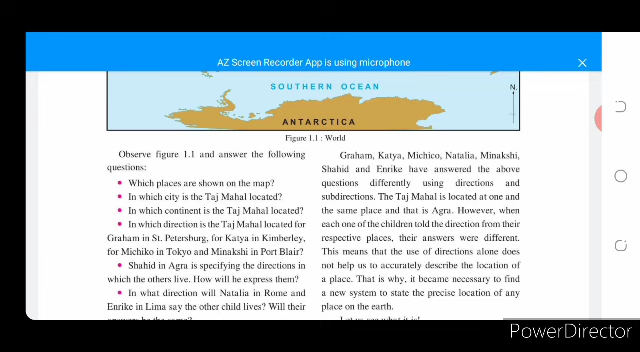 AZ Screen Recorder App is using microphone
SOUTHERN OCEAN
N.
ANTARCTICA
Figure 1.1 : World
Observe figure 1.1 and answer the following
questions:
• Which places are shown on the map?
• In which city is the Taj Mahal located?
• In which continent is the Taj Mahal located?
• In which direction is the Taj Mahal located for
Graham in St. Petersburg, for Katya in Kimberley,
for Michiko in Tokyo and Minakshi in Port Blair?
• Shahid in Agra is specifying the directions in
which the others live. How will he express them?
• In what direction will Natalia in Rome and
Enrike in Lima say the other child lives? Will their
answers be the same?
Graham, Katya, Michico, Natalia, Minakshi,
Shahid and Enrike have answered the above
questions differently using directions and
subdirections. The Taj Mahal is located at one and
the same place and that is Agra. However, when
each one of the children told the direction from their
respective places, their answers were different.
This means that the use of directions alone does
not help us to accurately describe the location of
a place. That is why, it became necessary to find
a new system to state the precise location of any
place on the earth.
Let us see what it is!
PowerDirector